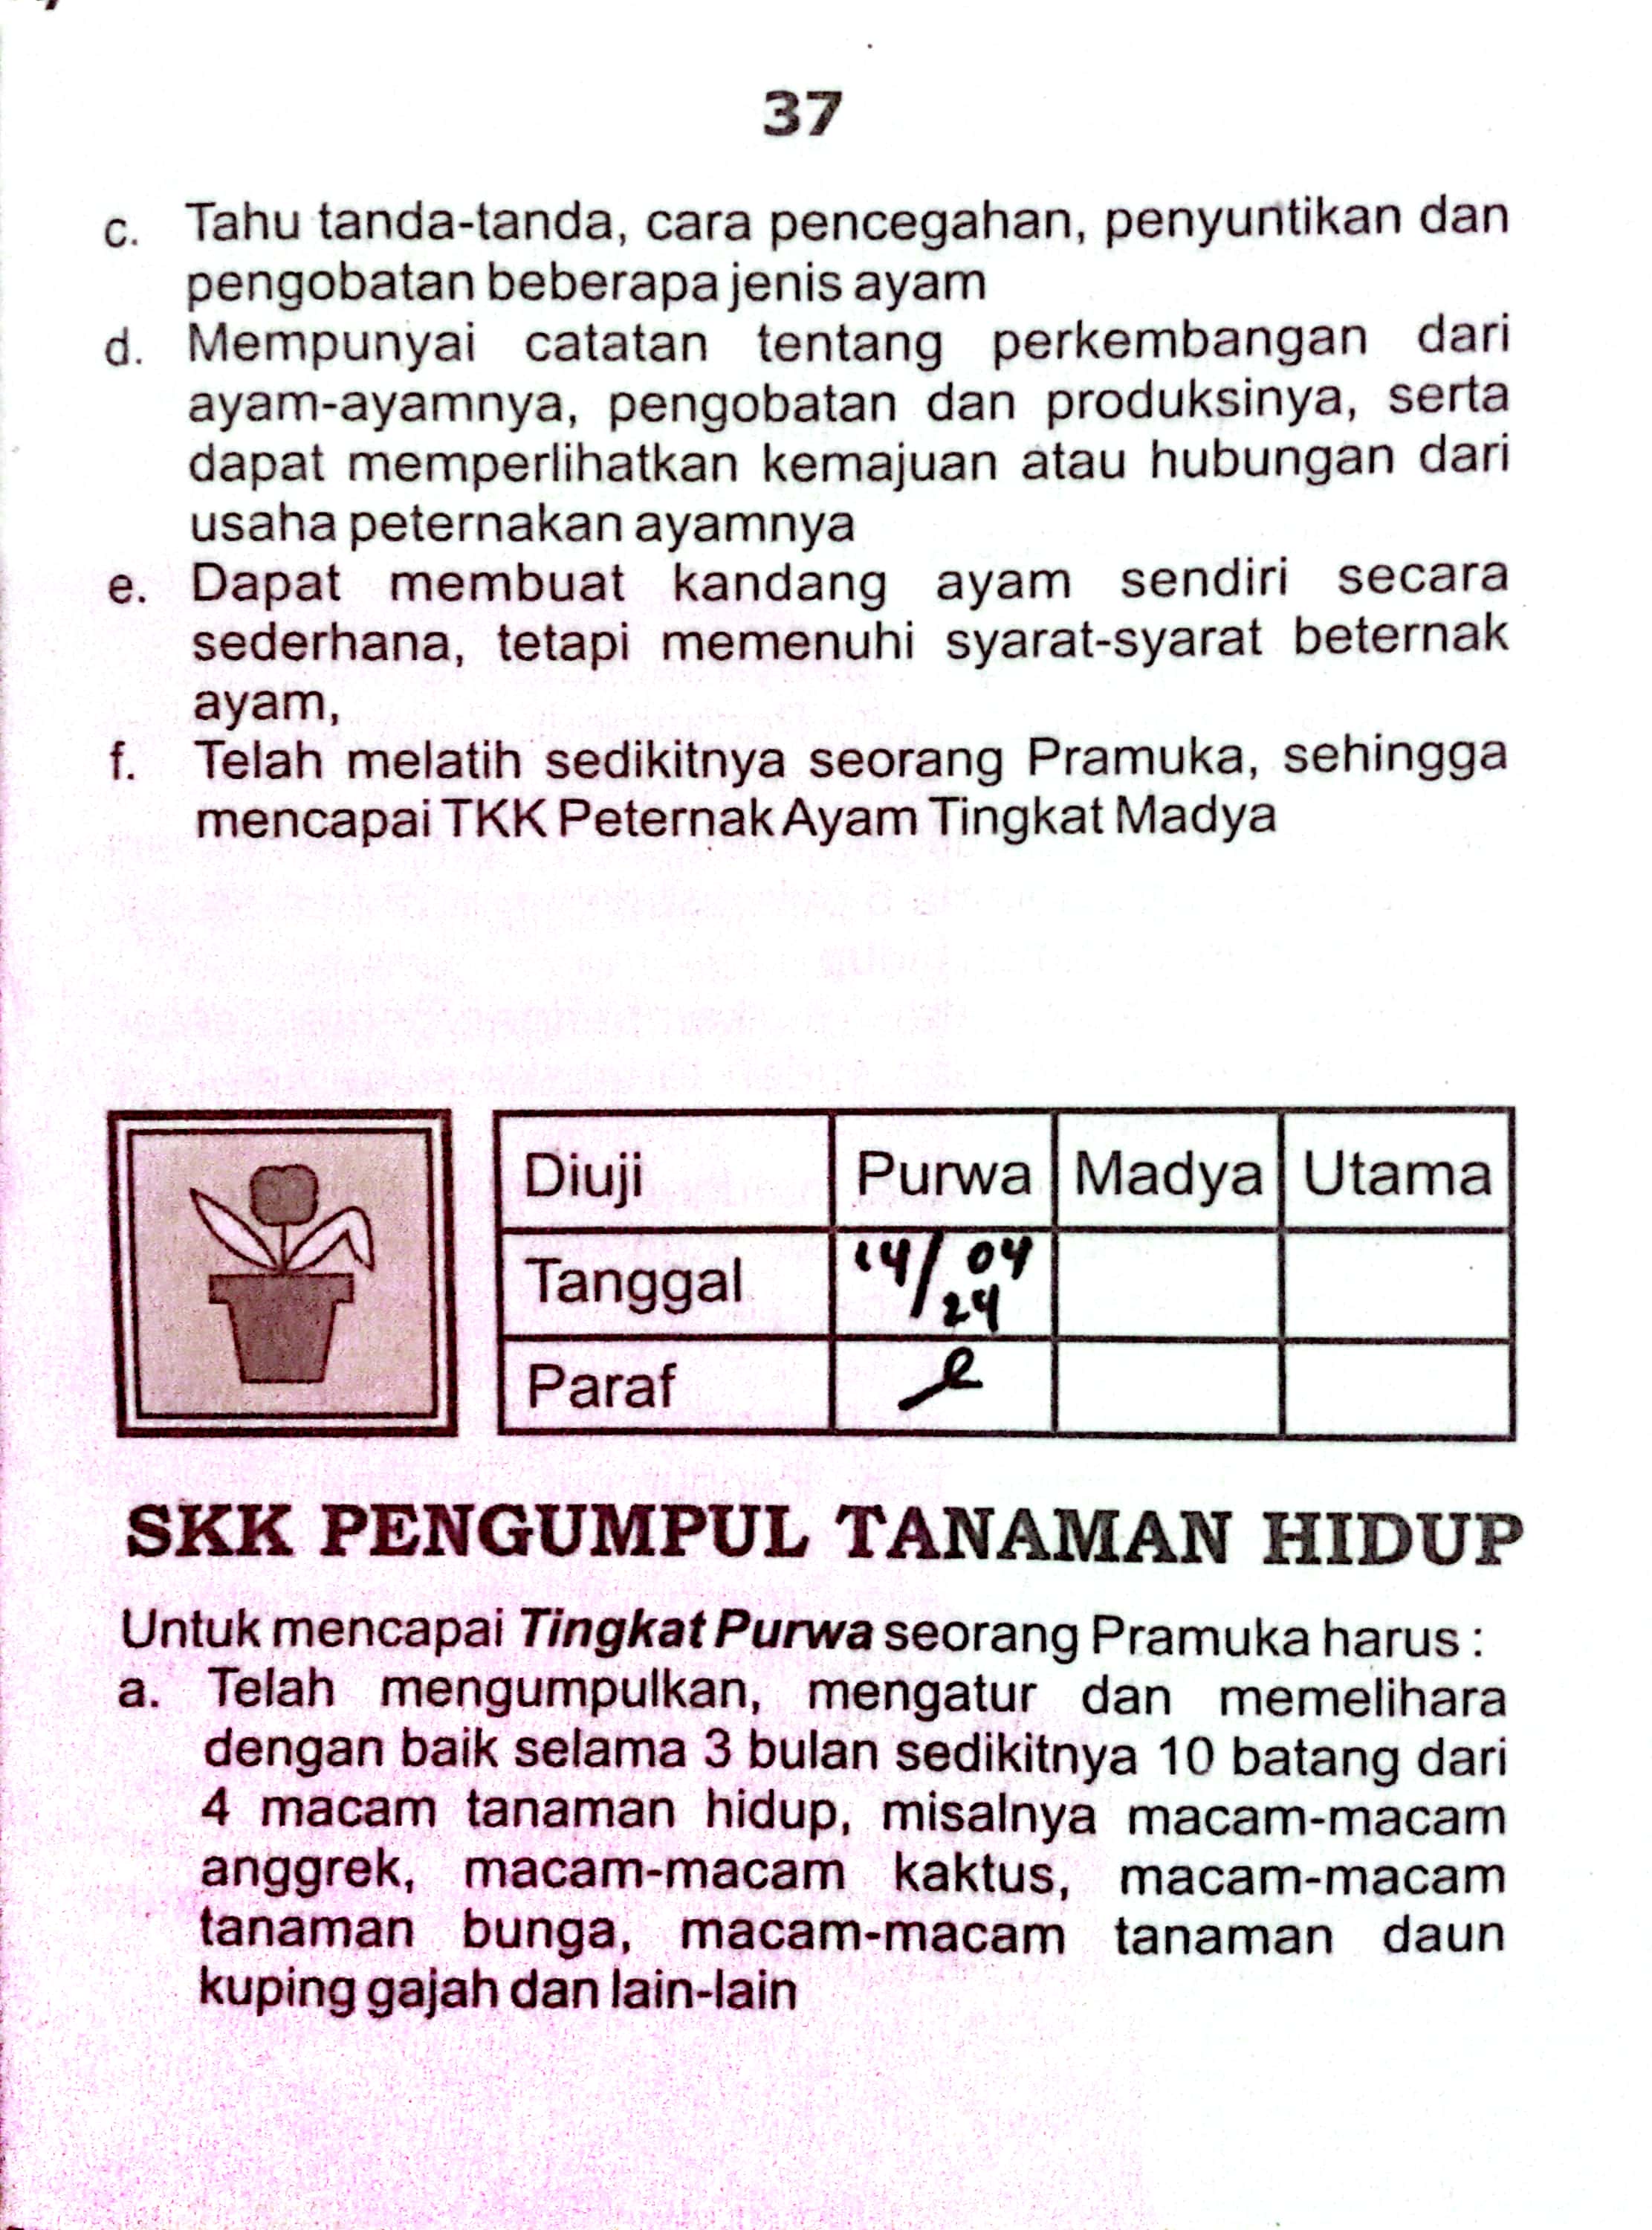 37
c. Tahu tanda-tanda, cara pencegahan, penyuntikan dan
pengobatan beberapa jenis ayam
d. Mempunyai catatan tentang perkembangan dari
ayam-ayamnya, pengobatan dan produksinya, serta
dapat memperlihatkan kemajuan atau hubungan dari
usaha peternakan ayamnya
e. Dapat membuat kandang ayam sendiri secara
sederhana, tetapi memenuhi syarat-syarat beternak
ayam,
f. Telah melatih sedikitnya seorang Pramuka, sehingga
mencapai TKK Peternak Ayam Tingkat Madya
Diuji Purwa Madya Utama
Tanggal 14/04
24
Paraf
SKK PENGUMPUL TANAMAN HIDUP
Untuk mencapai Tingkat Purwa seorang Pramuka harus :
a. Telah mengumpulkan, mengatur dan memelihara
dengan baik selama 3 bulan sedikitnya 10 batang dari
4 macam tanaman hidup, misalnya macam-macam
anggrek, macam-macam kaktus, macam-macam
tanaman bunga, macam-macam tanaman daun
kuping gajah dan lain-lain